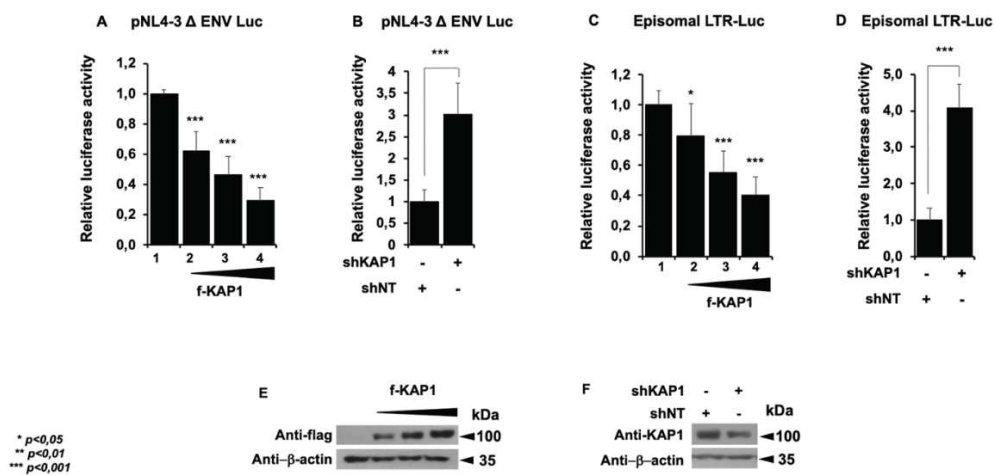 A pNL4-3 Δ ENV Luc
Relative luciferase activity
1,2
1,0
0,8
0,6
0,4
0,2
0,0
***
***
***
1 2 3 4
f-KAP1
B pNL4-3 Δ ENV Luc
Relative luciferase activity
4
3,5
3
2,5
2
1,5
1
0,5
0
***
shKAP1 - +
shNT + -
C Episomal LTR-Luc
Relative luciferase activity
1,2
1,0
0,8
0,6
0,4
0,2
0,0
*
***
***
1 2 3 4
f-KAP1
D Episomal LTR-Luc
Relative luciferase activity
5,0
4,0
3,0
2,0
1,0
0,0
***
shKAP1 - +
shNT + -
E f-KAP1
kDa
Anti-flag 100
Anti-β-actin 35
F shKAP1 - +
shNT + - kDa
Anti-KAP1 100
Anti-β-actin 35
* p<0,05
** p<0,01
*** p<0,001